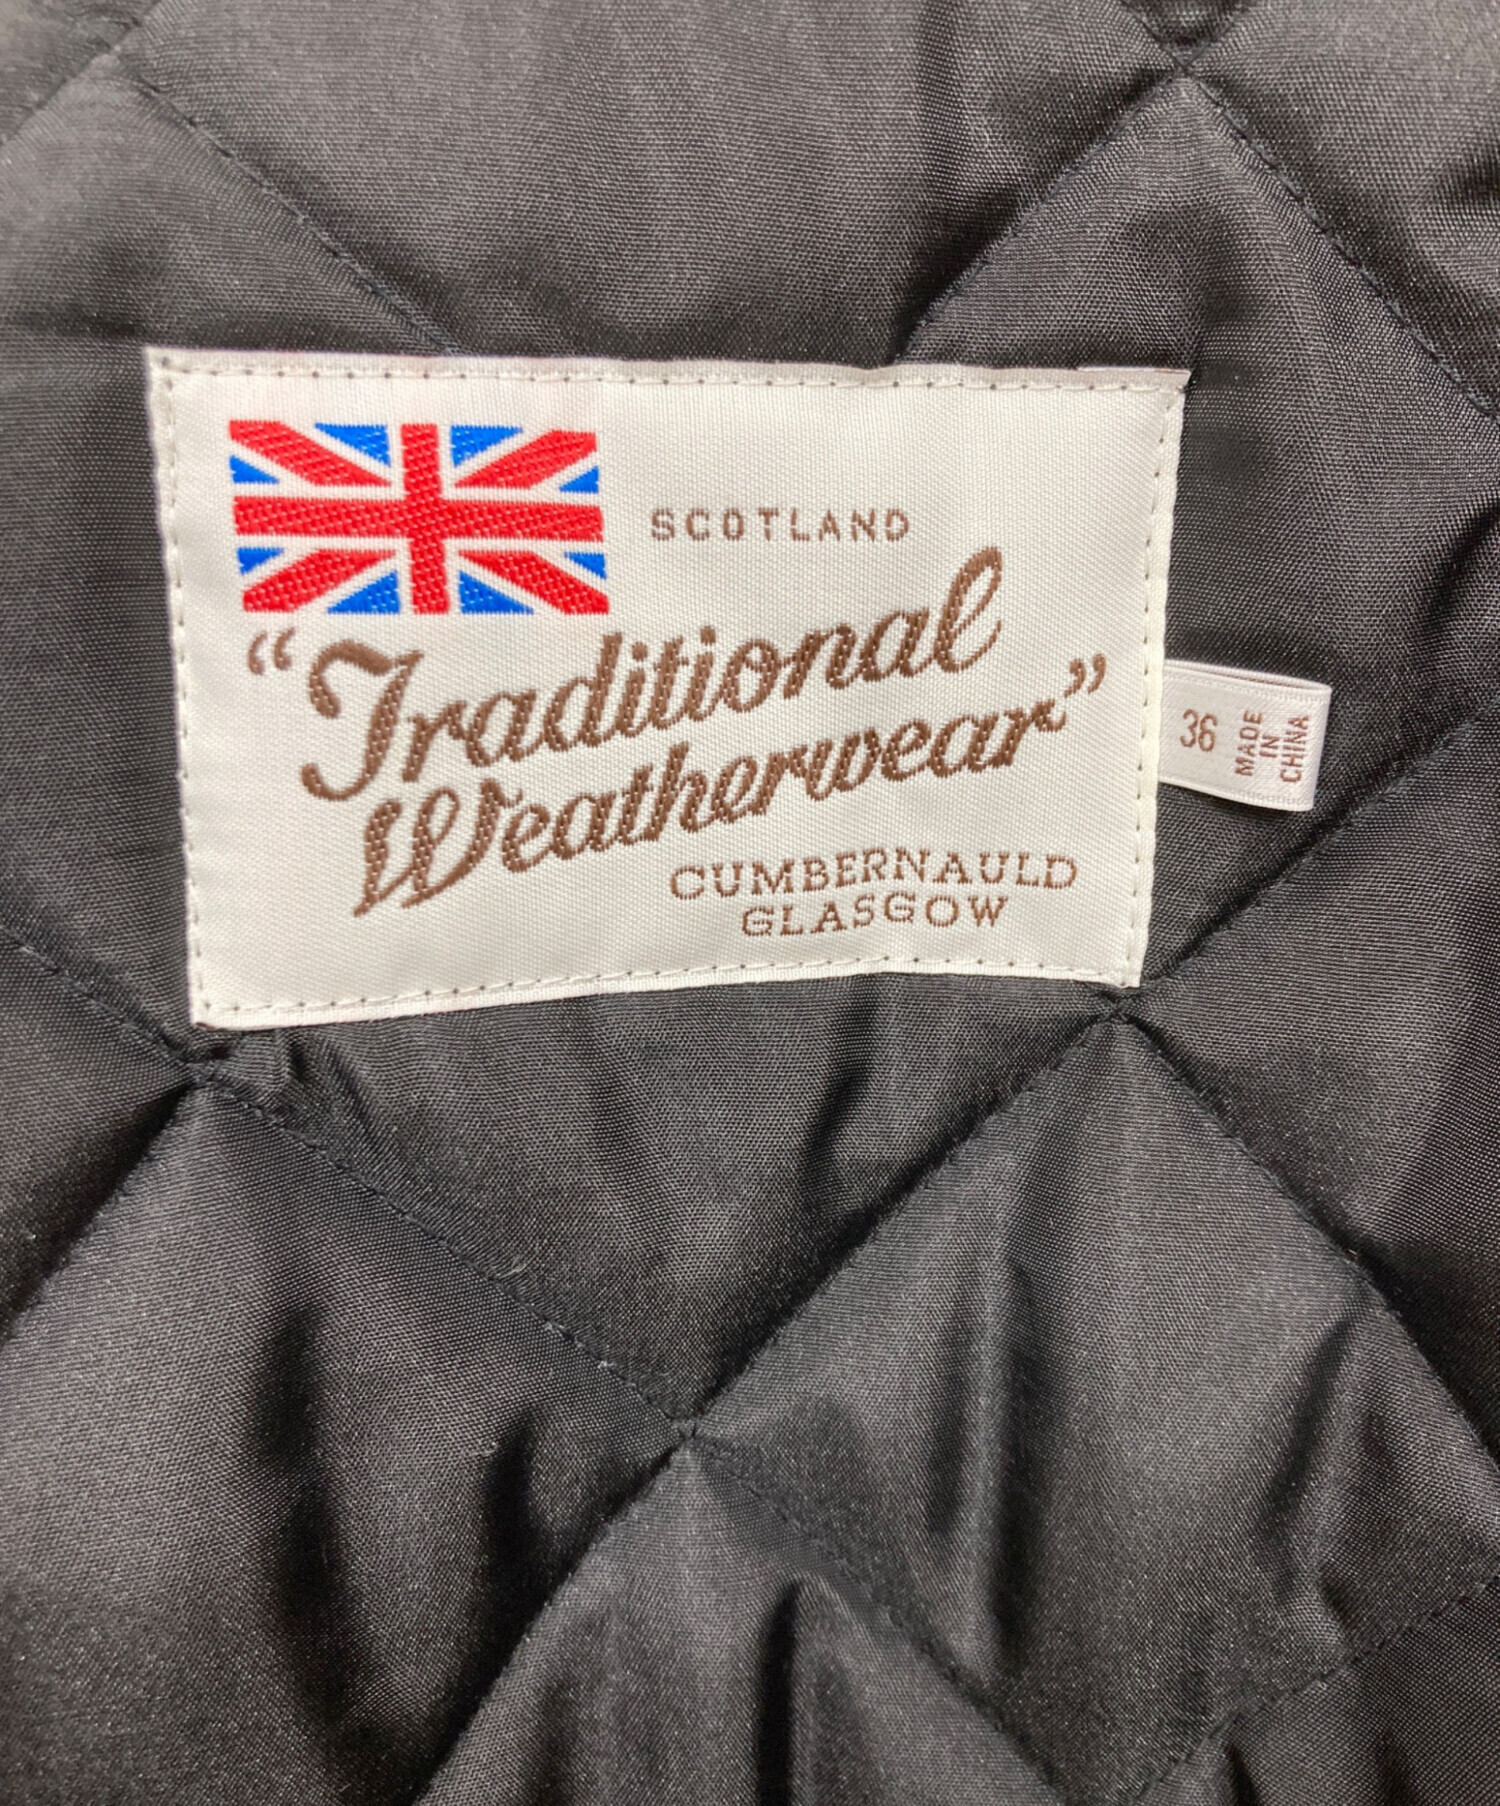 SCOTLAND
“Traditional
Weatherwear”
CUMBERNAULD
GLASGOW
36
MADE
IN
CHINA